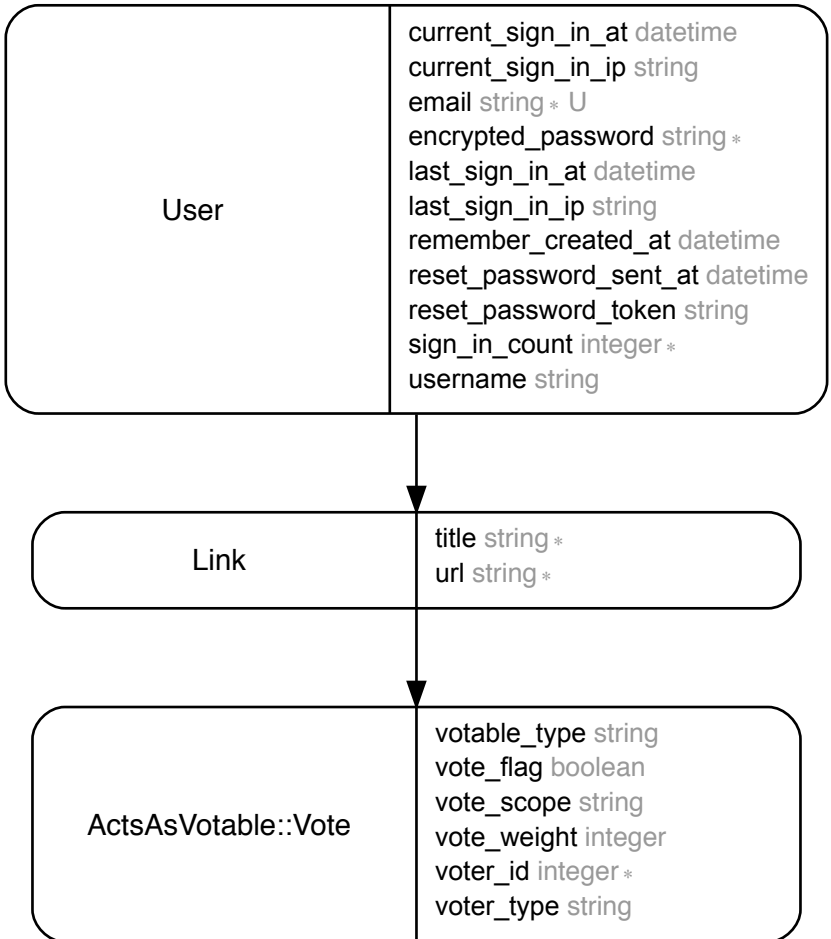 User
current_sign_in_at datetime
current_sign_in_ip string
email string ∗ U
encrypted_password string ∗
last_sign_in_at datetime
last_sign_in_ip string
remember_created_at datetime
reset_password_sent_at datetime
reset_password_token string
sign_in_count integer ∗
username string
Link
title string ∗
url string ∗
ActsAsVotable::Vote
votable_type string
vote_flag boolean
vote_scope string
vote_weight integer
voter_id integer ∗
voter_type string